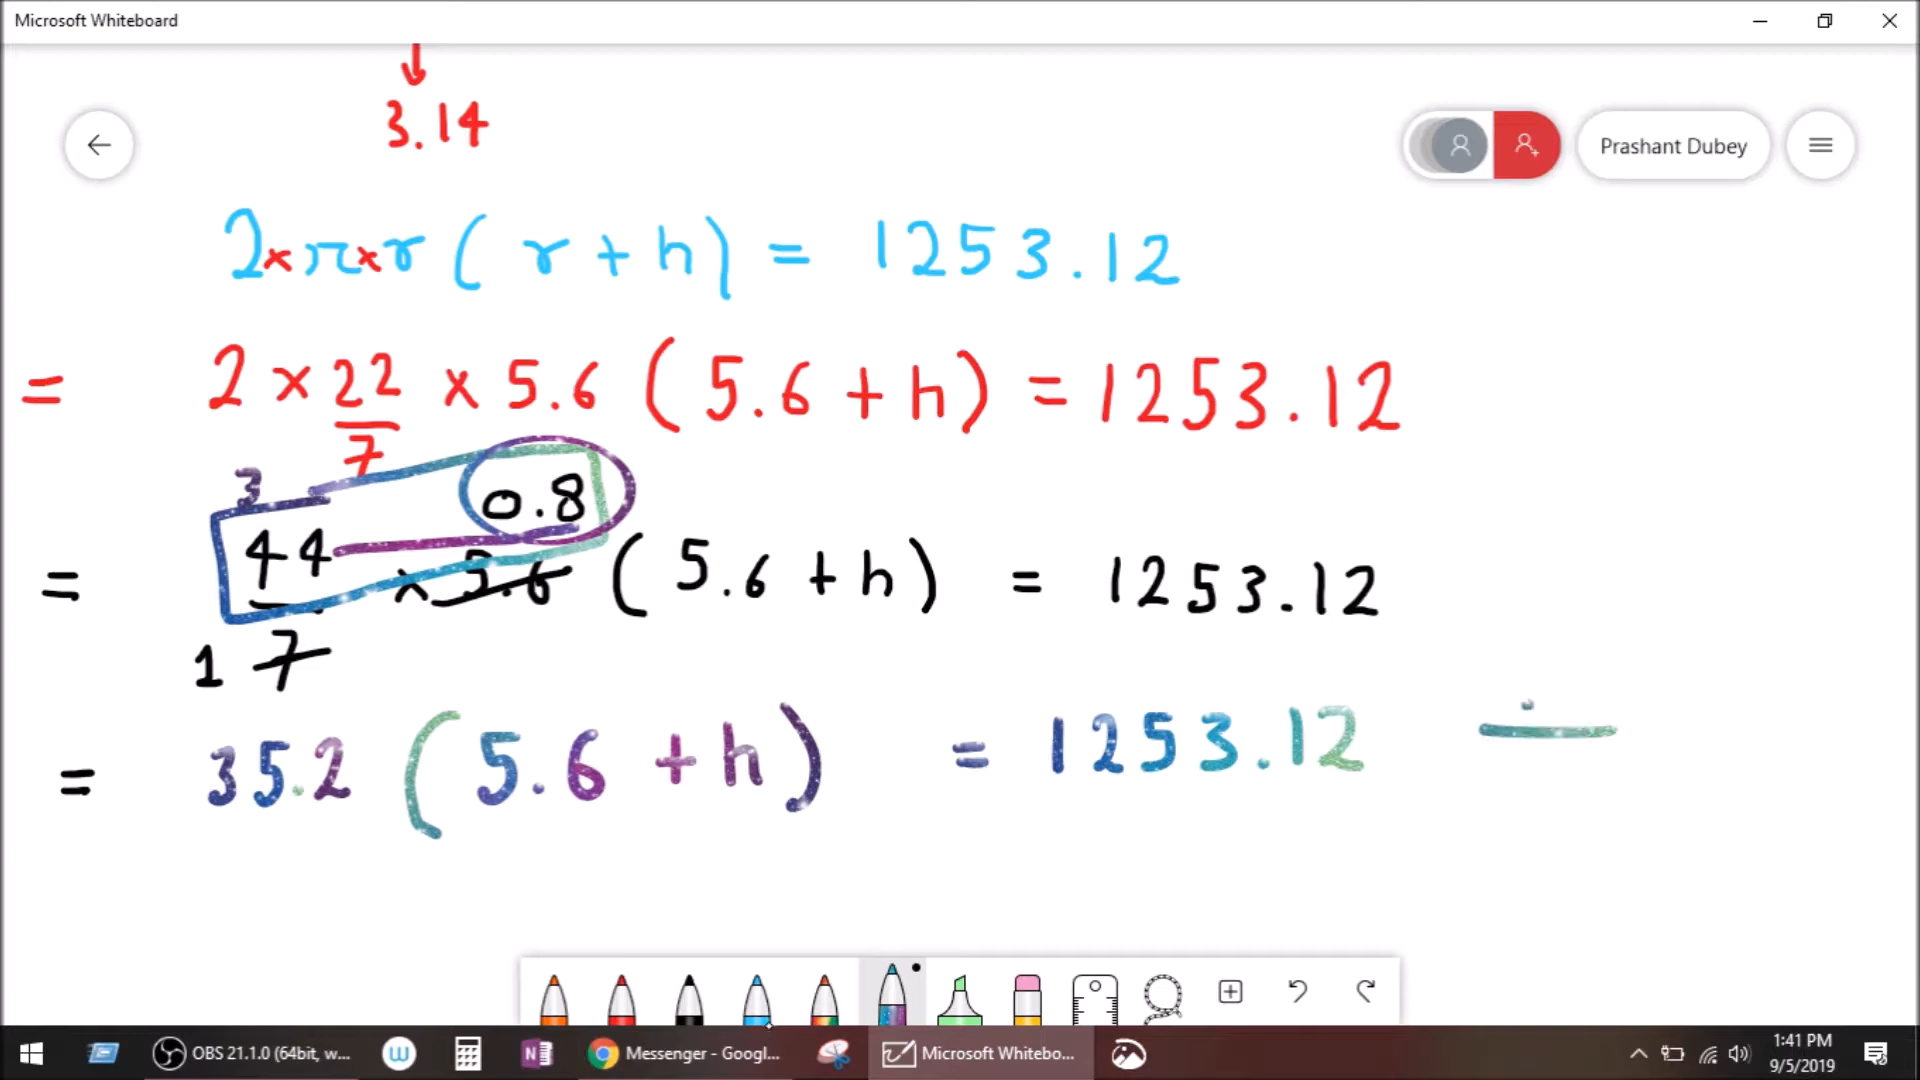 Microsoft Whiteboard
3.14
Prashant Dubey
2×π×r ( r + h ) = 1253.12
= 2 × 22/7 × 5.6 ( 5.6 + h ) = 1253.12
3
0.8
= 44/7 × 5.6 ( 5.6 + h ) = 1253.12
1
= 35.2 ( 5.6 + h ) = 1253.12
OBS 21.1.0 (64bit, w...
Messenger - Googl...
Microsoft Whitebo...
1:41 PM
9/5/2019